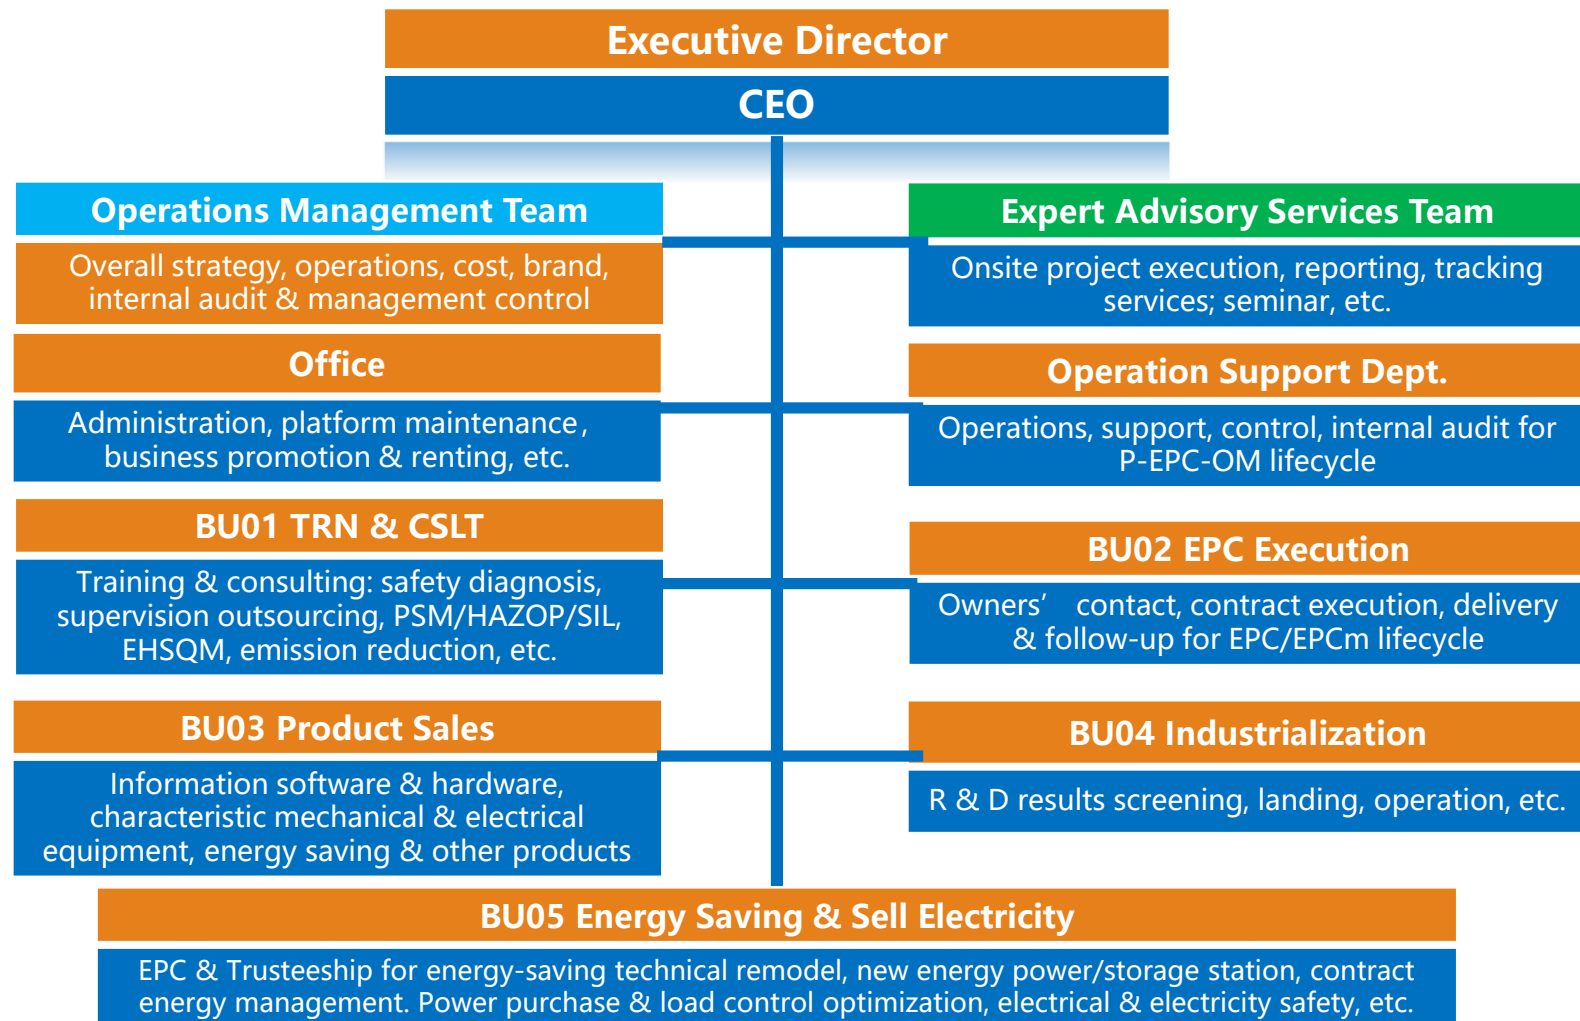 Executive Director
CEO
Operations Management Team
Overall strategy, operations, cost, brand,
internal audit & management control
Expert Advisory Services Team
Onsite project execution, reporting, tracking
services; seminar, etc.
Office
Administration, platform maintenance,
business promotion & renting, etc.
Operation Support Dept.
Operations, support, control, internal audit for
P-EPC-OM lifecycle
BU01 TRN & CSLT
Training & consulting: safety diagnosis,
supervision outsourcing, PSM/HAZOP/SIL,
EHSQM, emission reduction, etc.
BU02 EPC Execution
Owners’ contact, contract execution, delivery
& follow-up for EPC/EPCm lifecycle
BU03 Product Sales
Information software & hardware,
characteristic mechanical & electrical
equipment, energy saving & other products
BU04 Industrialization
R & D results screening, landing, operation, etc.
BU05 Energy Saving & Sell Electricity
EPC & Trusteeship for energy-saving technical remodel, new energy power/storage station, contract
energy management. Power purchase & load control optimization, electrical & electricity safety, etc.